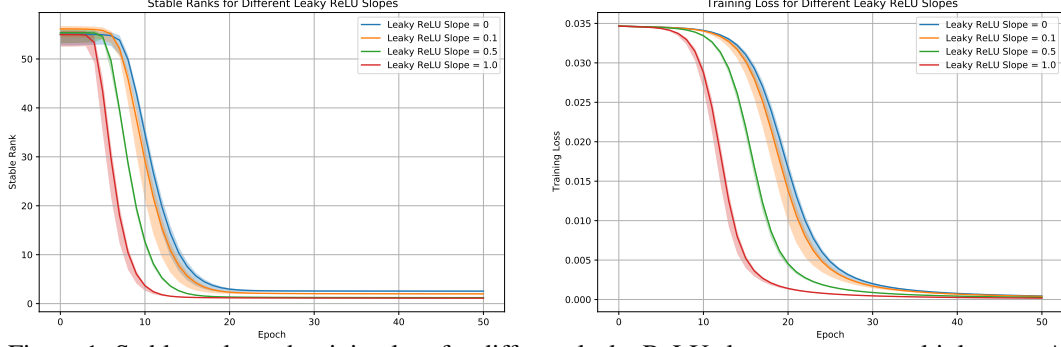 Stable Ranks for Different Leaky ReLU Slopes
Leaky ReLU Slope = 0
Leaky ReLU Slope = 0.1
Leaky ReLU Slope = 0.5
Leaky ReLU Slope = 1.0
Stable Rank
50
40
30
20
10
0
0
10
20
30
40
50
Epoch
Training Loss for Different Leaky ReLU Slopes
Leaky ReLU Slope = 0
Leaky ReLU Slope = 0.1
Leaky ReLU Slope = 0.5
Leaky ReLU Slope = 1.0
Training Loss
0.035
0.030
0.025
0.020
0.015
0.010
0.005
0.000
0
10
20
30
40
50
Epoch